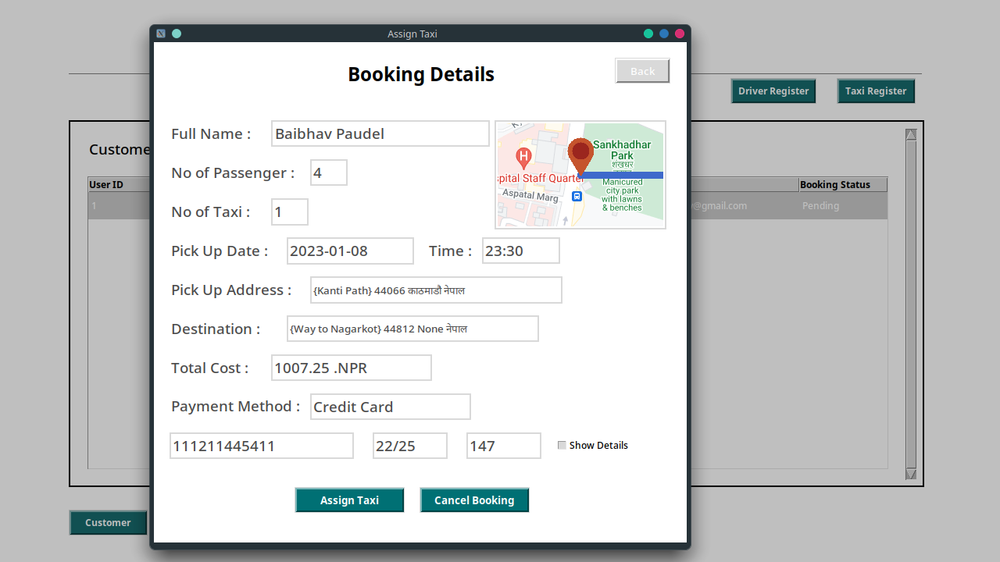 Assign Taxi
Booking Details
Back
Driver Register
Taxi Register
Full Name :
Baibhav Paudel
No of Passenger :
4
No of Taxi :
1
Sankhadhar
Park
Manicured
city park
with lawns
& benches
spital Staff Quarter
Aspatal Marg
H
Custome
User ID
Booking Status
1
@gmail.com
Pending
Pick Up Date :
2023-01-08
Time :
23:30
Pick Up Address :
{Kanti Path} 44066 काठमाडौं नेपाल
Destination :
{Way to Nagarkot} 44812 None नेपाल
Total Cost :
1007.25 .NPR
Payment Method :
Credit Card
111211445411
22/25
147
Show Details
Assign Taxi
Cancel Booking
Customer